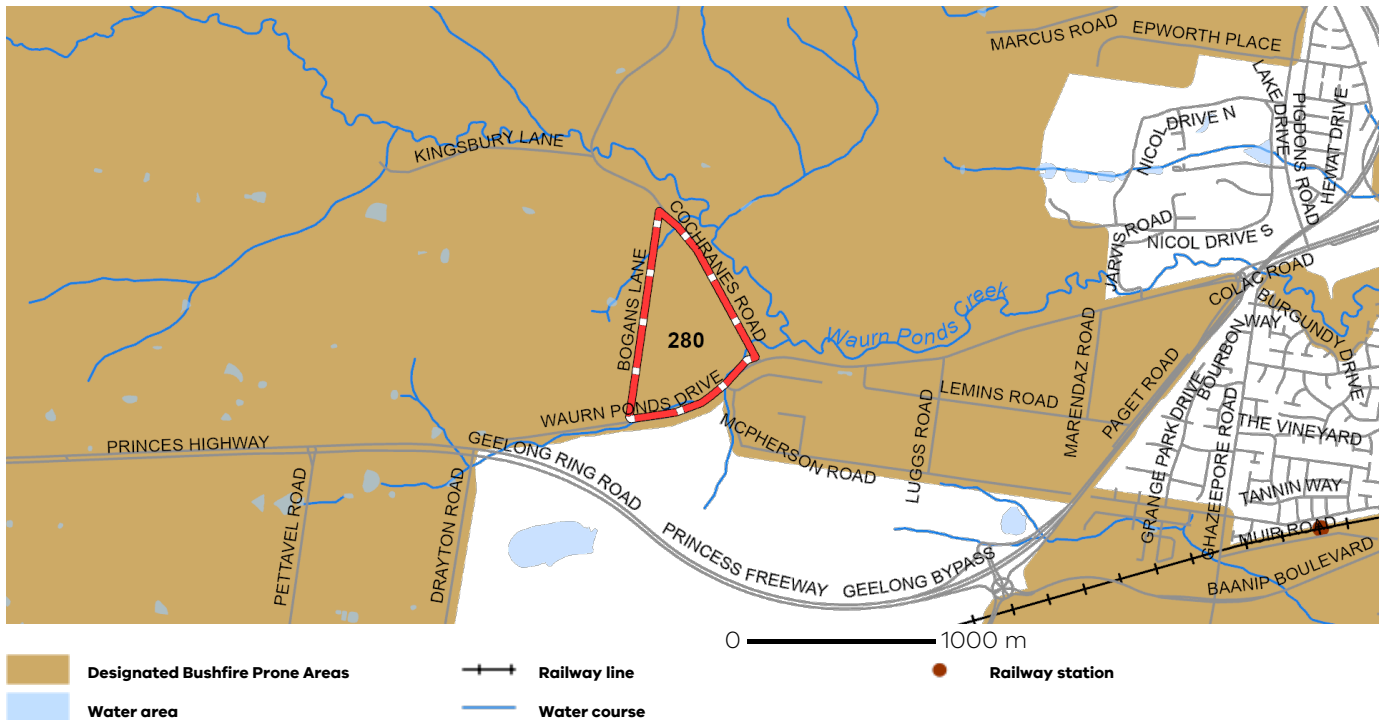 MARCUS ROAD
EPWORTH PLACE
LAKE DRIVE
PIGDONS ROAD
HEWAT DRIVE
NICOL DRIVE N
KINGSBURY LANE
COCHRANES ROAD
JARVIS ROAD
NICOL DRIVE S
BOGANS LANE
COLAC ROAD
Waurn Ponds Creek
280
BURGUNDY DRIVE
BOURBON WAY
MARENDAZ ROAD
PAGET ROAD
GRANGE PARK DRIVE
LEMINS ROAD
LUGGS ROAD
WAURN PONDS DRIVE
MCPHERSON ROAD
GHAZEEPORE ROAD
THE VINEYARD
PRINCES HIGHWAY
GEELONG RING ROAD
TANNIN WAY
PETTAVEL ROAD
DRAYTON ROAD
PRINCESS FREEWAY
GEELONG BYPASS
MUIR ROAD
BAANIP BOULEVARD
0 1000 m
Designated Bushfire Prone Areas
Railway line
Railway station
Water area
Water course